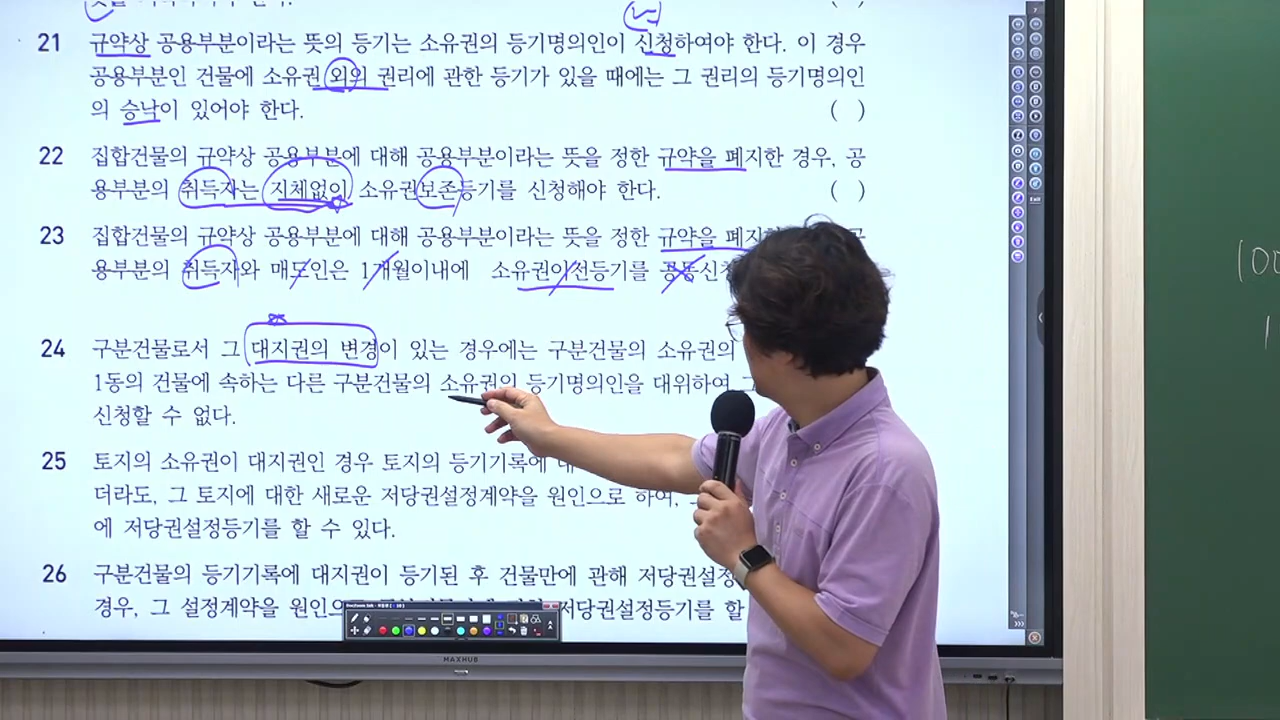 21 규약상 공용부분이라는 뜻의 등기는 소유권의 등기명의인이 신청하여야 한다. 이 경우
공용부분인 건물에 소유권 외의 권리에 관한 등기가 있을 때에는 그 권리의 등기명의인
의 승낙이 있어야 한다. ( )
22 집합건물의 규약상 공용부분에 대해 공용부분이라는 뜻을 정한 규약을 폐지한 경우, 공
용부분의 취득자는 지체없이 소유권보존등기를 신청해야 한다. ( )
23 집합건물의 규약상 공용부분에 대해 공용부분이라는 뜻을 정한 규약을 폐지 공
용부분의 취득자와 매도인은 1개월이내에 소유권이전등기를 공동신청
24 구분건물로서 그 대지권의 변경이 있는 경우에는 구분건물의 소유권의
1동의 건물에 속하는 다른 구분건물의 소유권의 등기명의인을 대위하여 그
신청할 수 없다.
25 토지의 소유권이 대지권인 경우 토지의 등기기록에
더라도, 그 토지에 대한 새로운 저당권설정계약을 원인으로 하여,
에 저당권설정등기를 할 수 있다.
26 구분건물의 등기기록에 대지권이 등기된 후 건물만에 관해 저당권설정
경우, 그 설정계약을 원인으 저당권설정등기를 할
MAXHUB
Exit
100
1